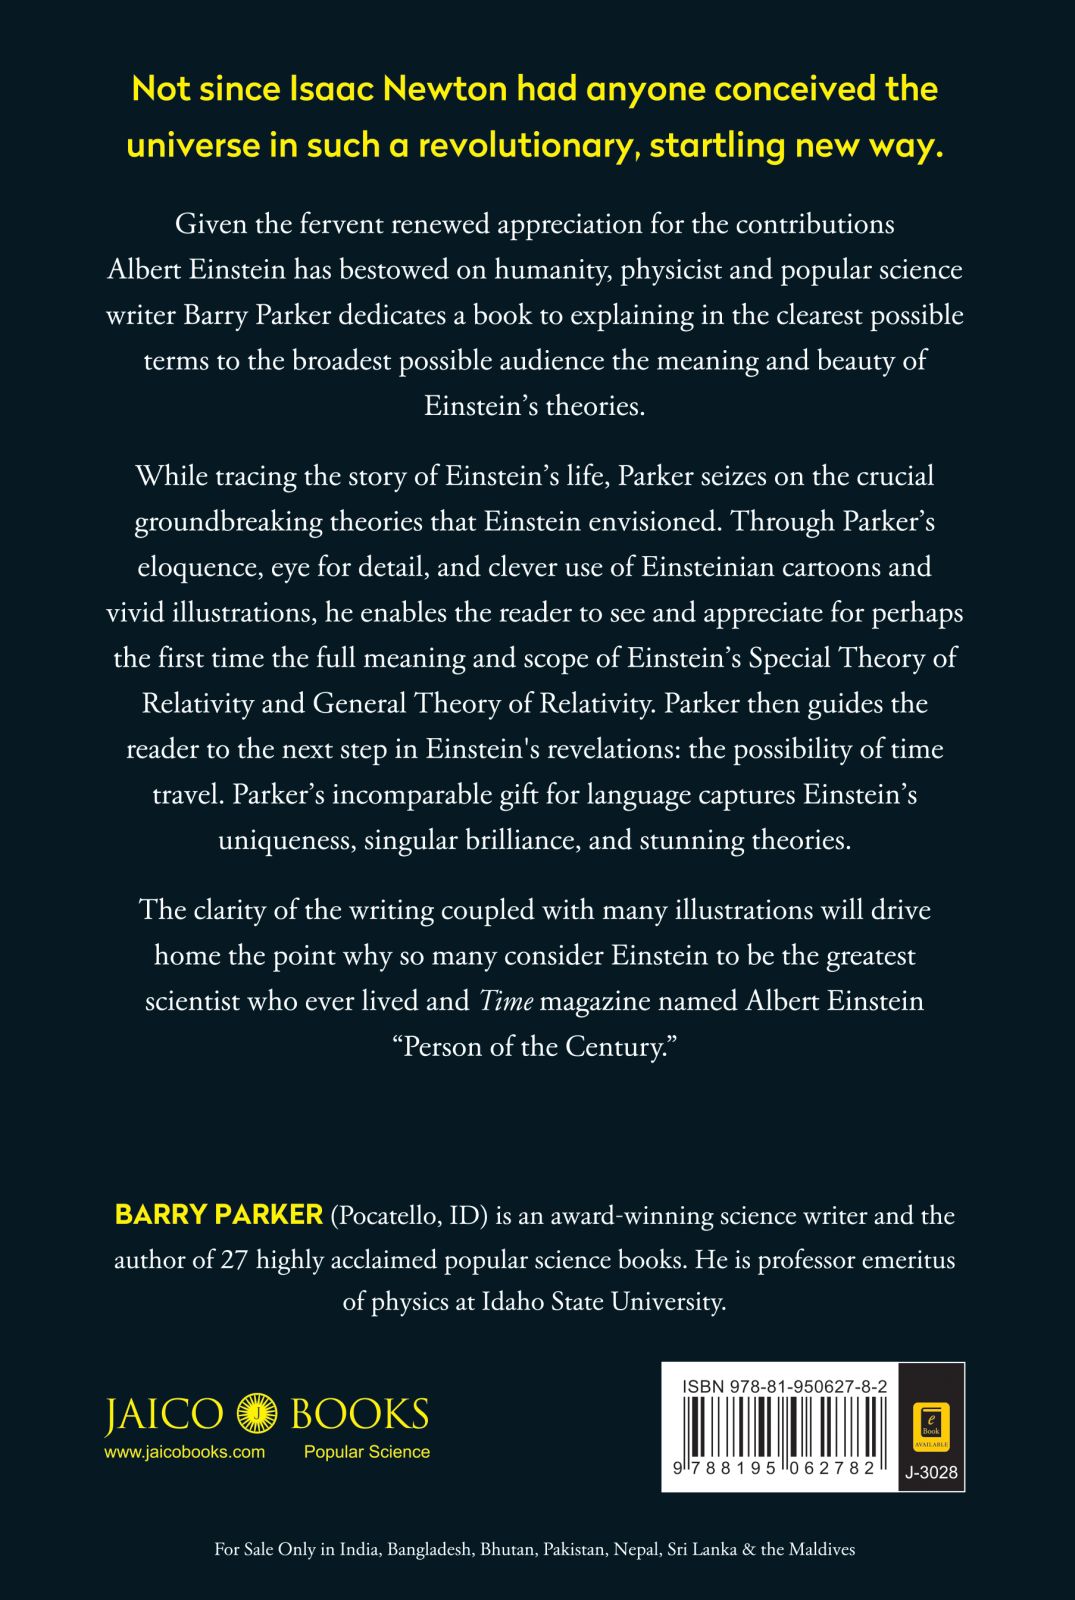 Not since Isaac Newton had anyone conceived the
universe in such a revolutionary, startling new way.
Given the fervent renewed appreciation for the contributions
Albert Einstein has bestowed on humanity, physicist and popular science
writer Barry Parker dedicates a book to explaining in the clearest possible
terms to the broadest possible audience the meaning and beauty of
Einstein’s theories.
While tracing the story of Einstein’s life, Parker seizes on the crucial
groundbreaking theories that Einstein envisioned. Through Parker’s
eloquence, eye for detail, and clever use of Einsteinian cartoons and
vivid illustrations, he enables the reader to see and appreciate for perhaps
the first time the full meaning and scope of Einstein’s Special Theory of
Relativity and General Theory of Relativity. Parker then guides the
reader to the next step in Einstein's revelations: the possibility of time
travel. Parker’s incomparable gift for language captures Einstein’s
uniqueness, singular brilliance, and stunning theories.
The clarity of the writing coupled with many illustrations will drive
home the point why so many consider Einstein to be the greatest
scientist who ever lived and Time magazine named Albert Einstein
“Person of the Century.”
BARRY PARKER (Pocatello, ID) is an award-winning science writer and the
author of 27 highly acclaimed popular science books. He is professor emeritus
of physics at Idaho State University.
JAICO J BOOKS
www.jaicobooks.com Popular Science
ISBN 978-81-950627-8-2
9 788195 062782
e
Book
AVAILABLE
J-3028
For Sale Only in India, Bangladesh, Bhutan, Pakistan, Nepal, Sri Lanka & the Maldives